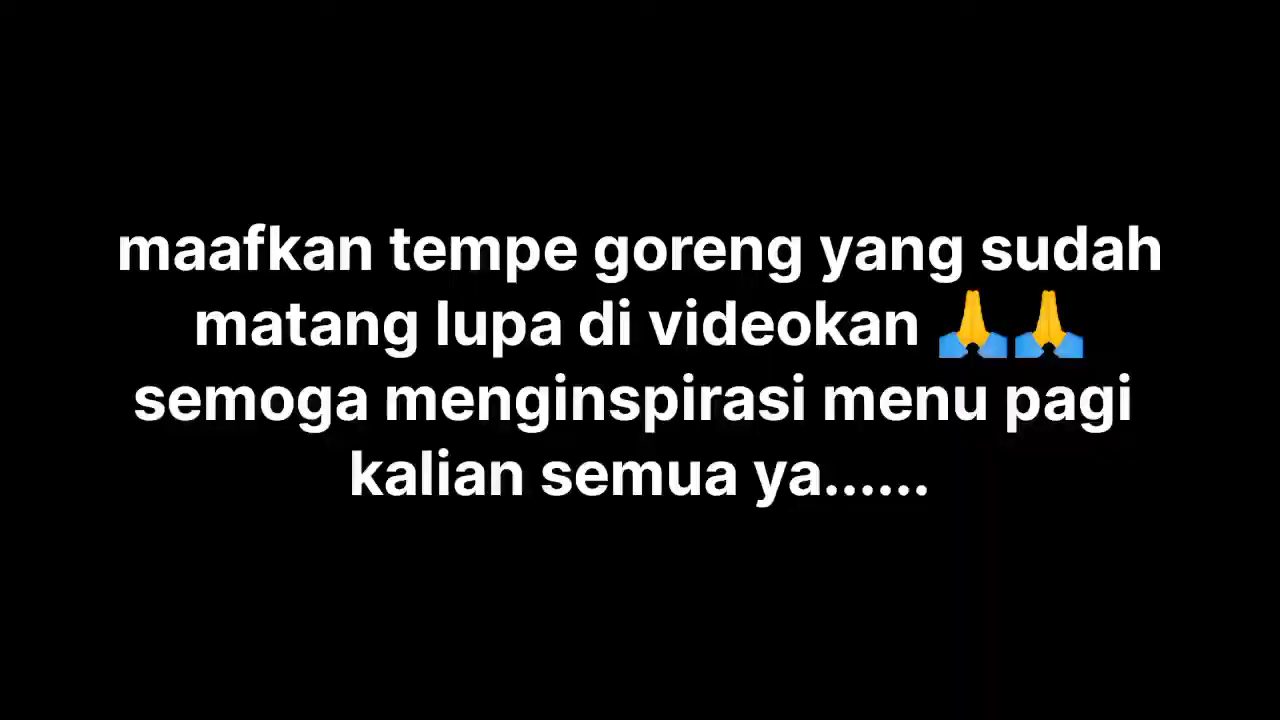 maafkan tempe goreng yang sudah
matang lupa di videokan 🙏🙏
semoga menginspirasi menu pagi
kalian semua ya......